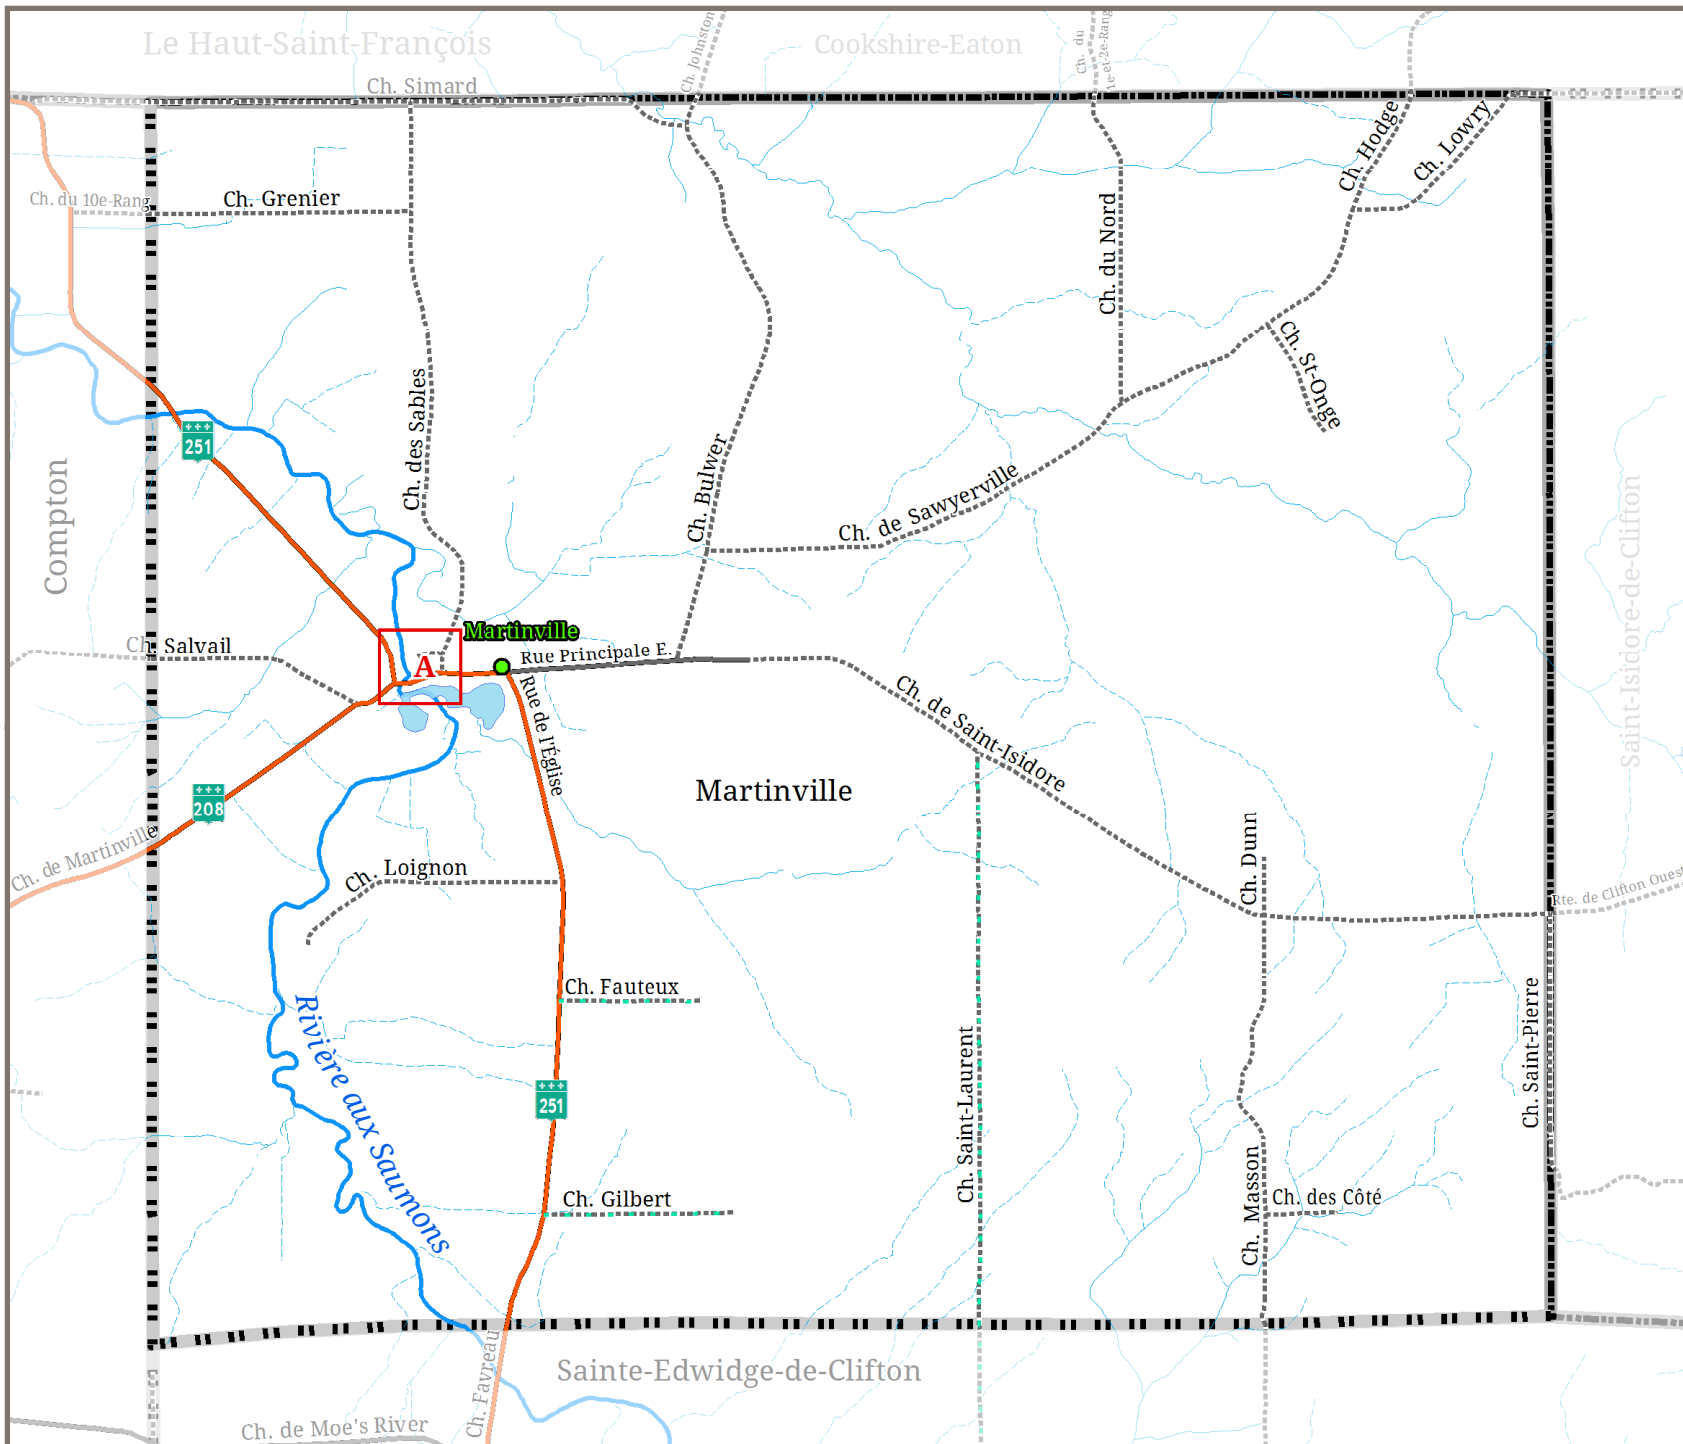 Le Haut-Saint-François
Cookshire-Eaton
Ch. Johnston
Ch. du
1e-et-2e-Rang
Ch. Simard
Ch. Hodge
Ch. Lowry
Ch. du 10e-Rang
Ch. Grenier
Ch. du Nord
Ch. St-Onge
Ch. des Sables
251
Ch. Bulwer
Ch. de Sawyerville
Compton
Saint-Isidore-de-Clifton
Martinville
Ch. Salvail
A
Rue Principale E.
Rue de l'Église
Ch. de Saint-Isidore
Martinville
208
Ch. de Martinville
Ch. Loignon
Ch. Dunn
Rte. de Clifton Ouest
Ch. Fauteux
Rivière aux Saumons
Ch. Saint-Laurent
Ch. Saint-Pierre
251
Ch. Gilbert
Ch. Masson
Ch. des Côté
Sainte-Edwidge-de-Clifton
Ch. Favreau
Ch. de Moe's River